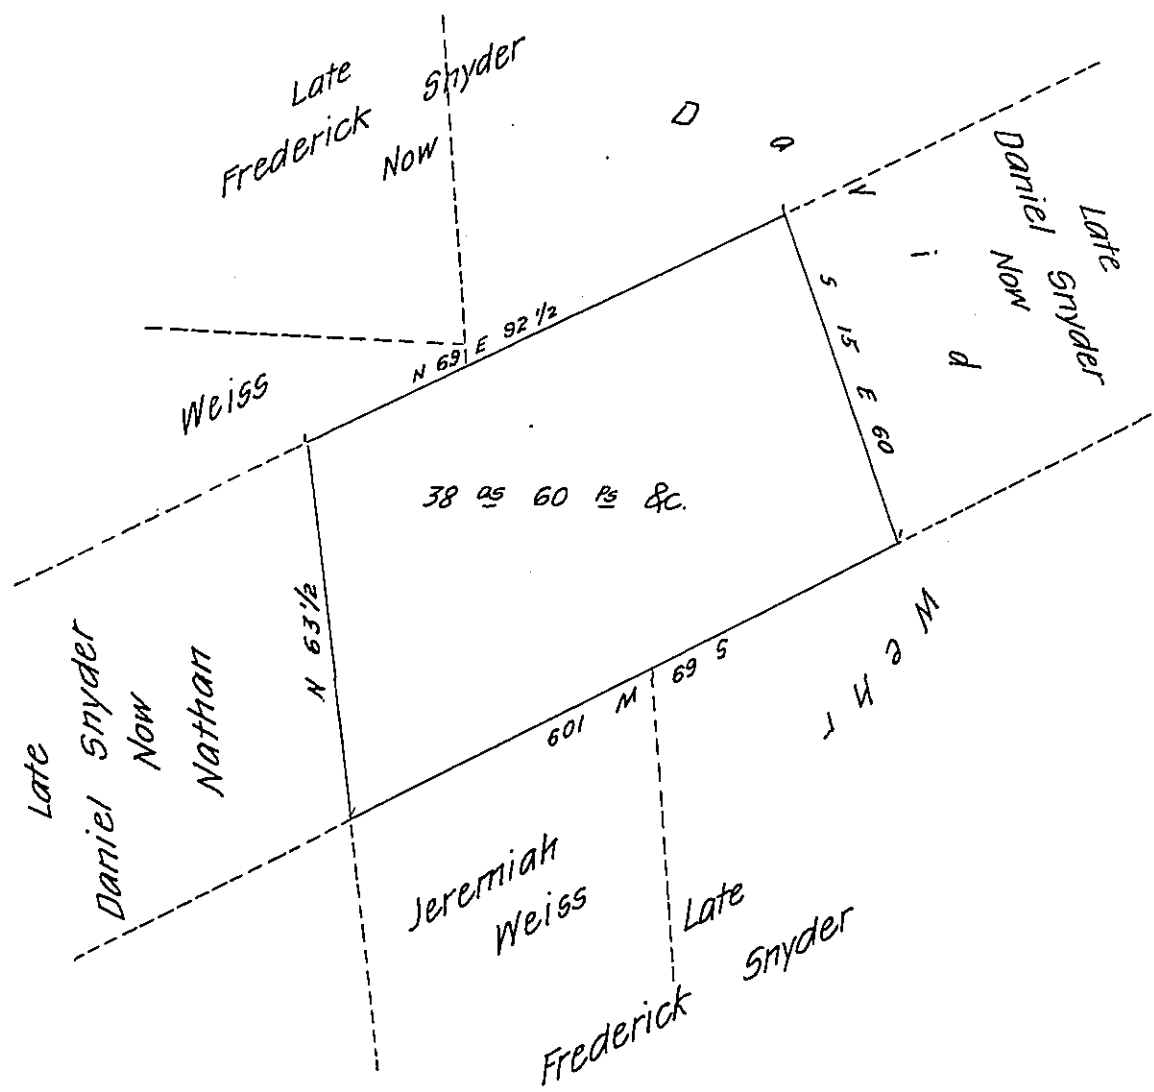 Late
Frederick Snyder
Now
D a v i d
Late
Daniel Snyder
Now
N 69 E 92 1/2
Weiss
S 15 E 60
38 as 60 Ps &c.
N 63 1/2
W e h r
S 69 W 109
Late
Daniel Snyder
Now
Nathan
Jeremiah
Weiss
Late
Frederick Snyder